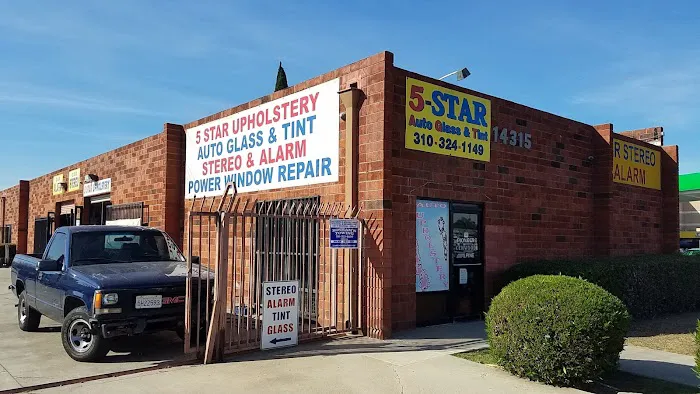 5 STAR UPHOLSTERY
AUTO GLASS & TINT
STEREO & ALARM
POWER WINDOW REPAIR
5-STAR
Auto Glass & Tint
310-324-1149
14315
R STEREO
ALARM
AUTO
STEREO
ALARM
TINT
GLASS